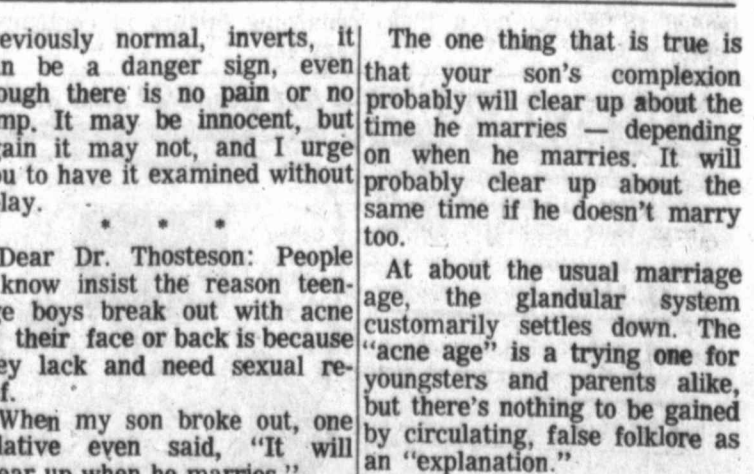 eviously normal, inverts, it
n be a danger sign, even
ough there is no pain or no
mp. It may be innocent, but
ain it may not, and I urge
ou to have it examined without
lay.
* * *
Dear Dr. Thosteson: People
know insist the reason teen-
e boys break out with acne
their face or back is because
ey lack and need sexual re-
f.
When my son broke out, one
lative even said, "It will
ear up when he marries."
The one thing that is true is
that your son's complexion
probably will clear up about the
time he marries — depending
on when he marries. It will
probably clear up about the
same time if he doesn't marry
too.
At about the usual marriage
age, the glandular system
customarily settles down. The
"acne age" is a trying one for
youngsters and parents alike,
but there's nothing to be gained
by circulating, false folklore as
an "explanation."